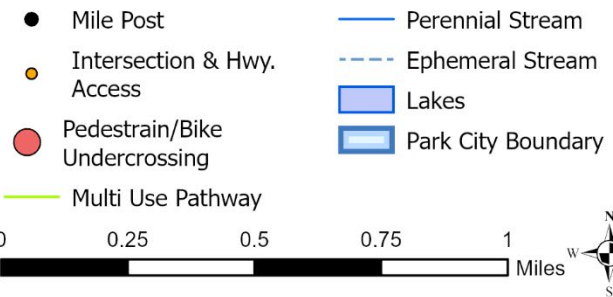 Mile Post
Intersection & Hwy.
Access
Pedestrain/Bike
Undercrossing
Multi Use Pathway
Perennial Stream
Ephemeral Stream
Lakes
Park City Boundary
0 0.25 0.5 0.75 1
Miles
N
W
S